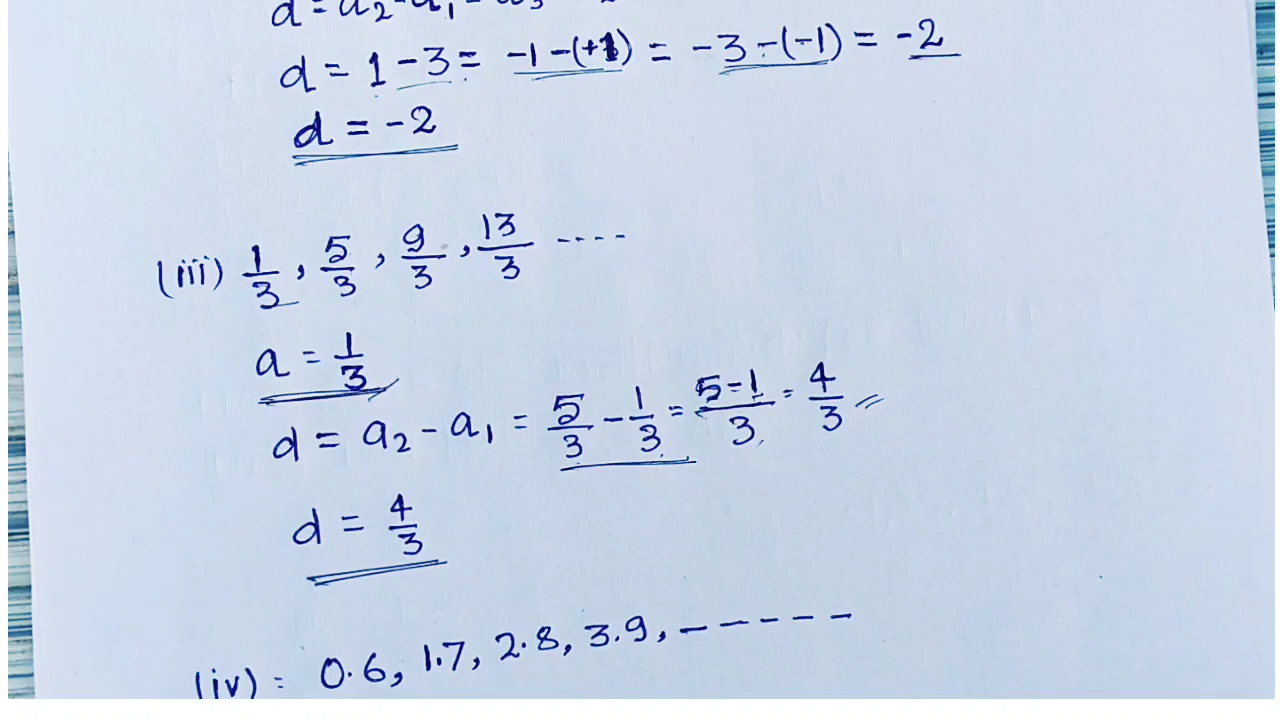 d = a₂-a₁
d = 1 - 3 = -1 -(+1) = -3 -(-1) = -2
d = -2
(iii) 1/3, 5/3, 9/3, 13/3 ----
a = 1/3
d = a₂ - a₁ = 5/3 - 1/3 = 5-1/3 = 4/3 =
d = 4/3
(iv) : 0.6, 1.7, 2.8, 3.9, ------